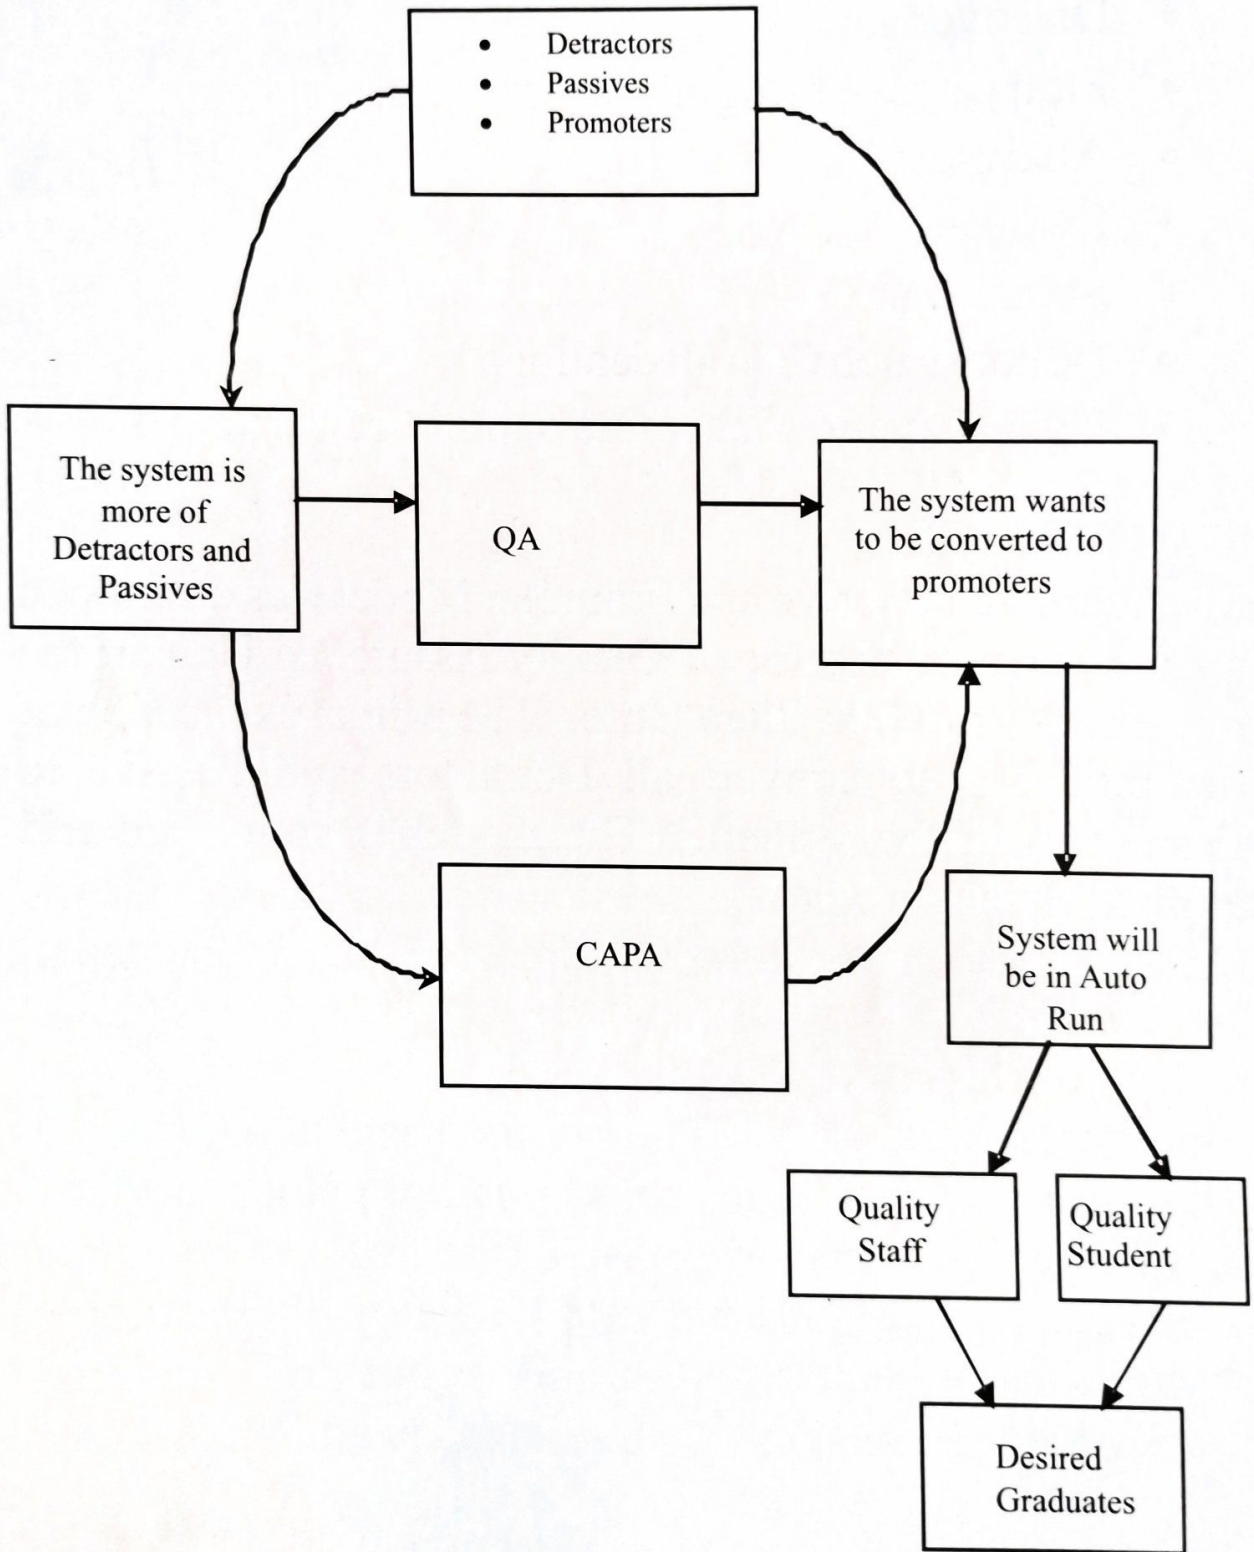 • Detractors
• Passives
• Promoters
The system is
more of
Detractors and
Passives
QA
The system wants
to be converted to
promoters
CAPA
System will
be in Auto
Run
Quality
Staff
Quality
Student
Desired
Graduates